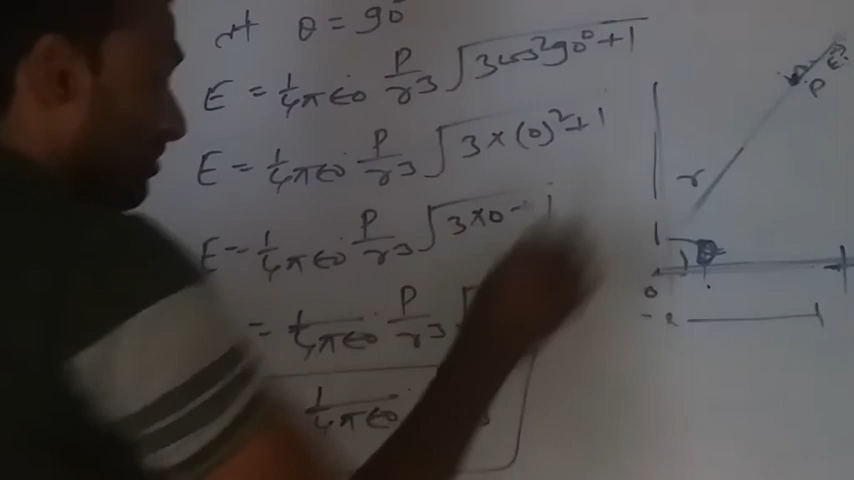 At θ = 90°
E = 1/4πε0 . P/r3 √3cos²90°+1
E = 1/4πε0 . P/r3 √3×(0)²+1
E = 1/4πε0 . P/r3 √3×0
= 1/4πε0 . P/r3 √
1/4πε0 .
P
r
θ
0